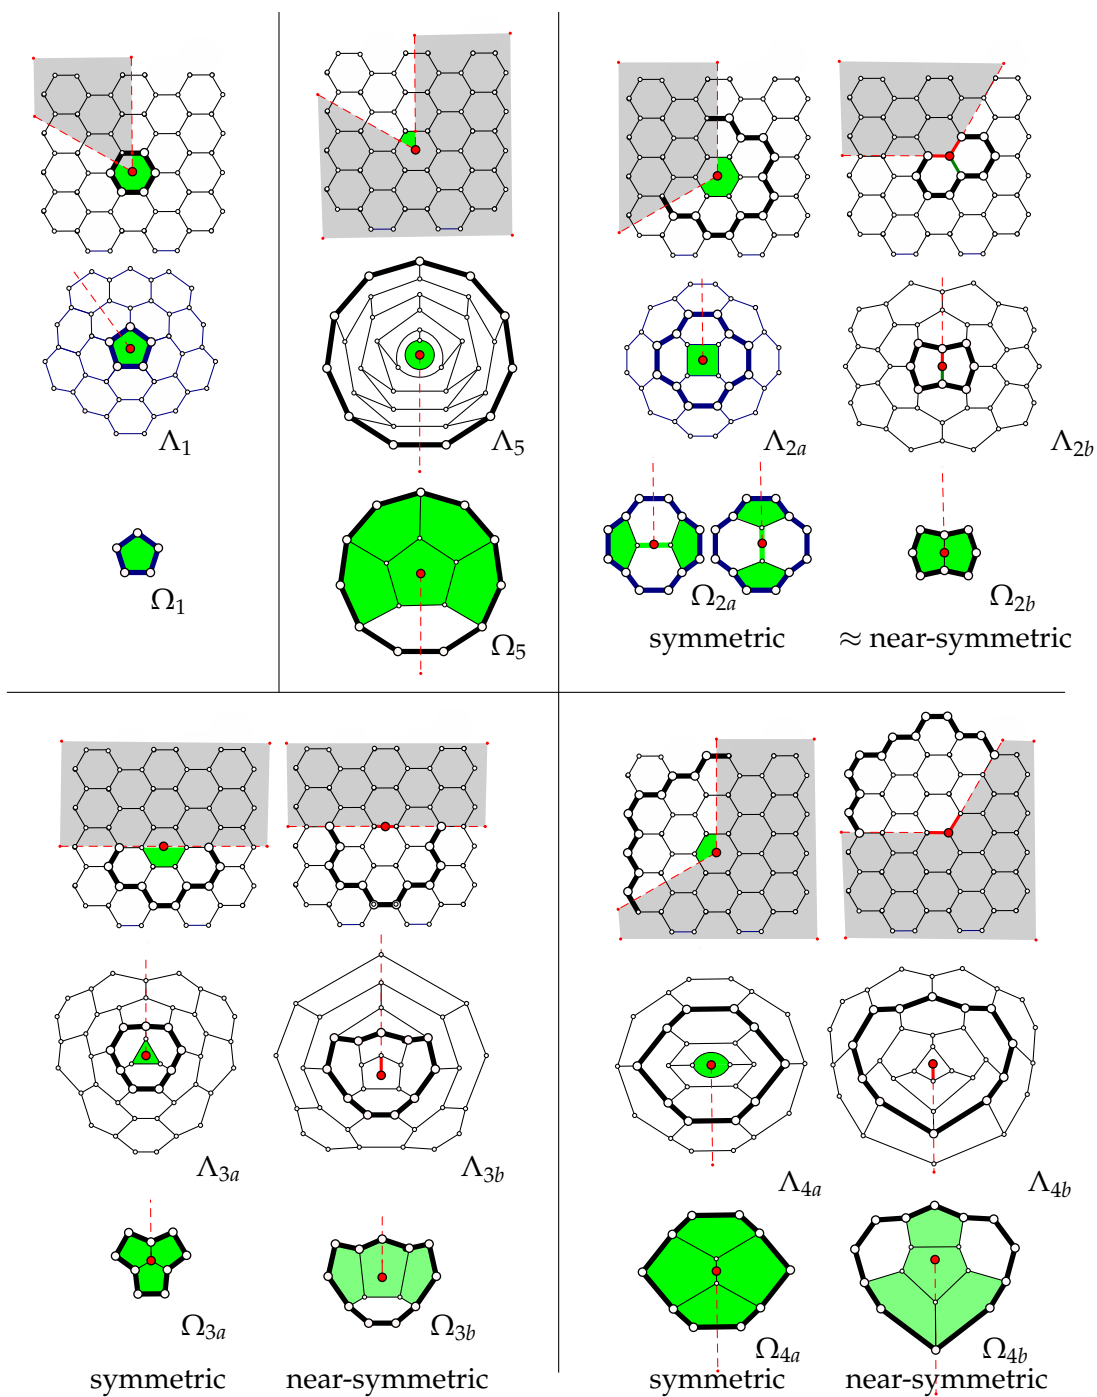 Λ1
Λ5
Λ2a
Λ2b
Ω1
Ω5
Ω2a
Ω2b
symmetric
≈ near-symmetric
Λ3a
Λ3b
Λ4a
Λ4b
Ω3a
Ω3b
Ω4a
Ω4b
symmetric
near-symmetric
symmetric
near-symmetric